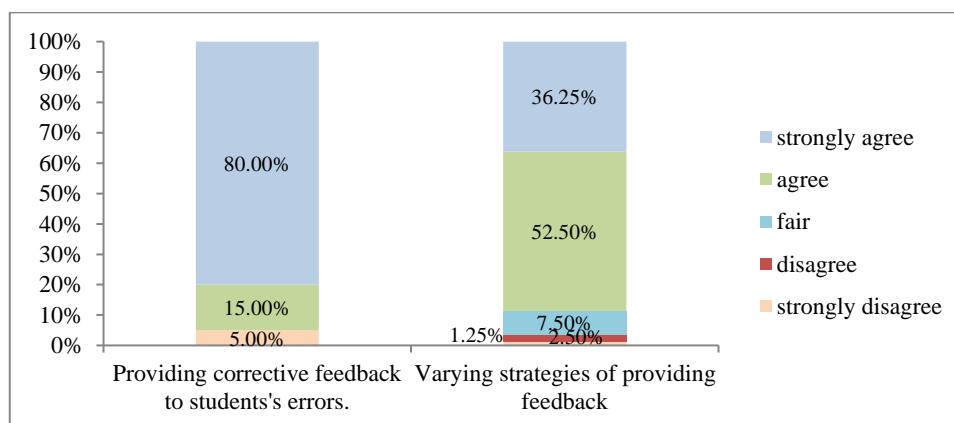 100%
90%
80%
70%
60%
50%
40%
30%
20%
10%
0%
80.00%
15.00%
5.00%
36.25%
52.50%
7.50%
1.25%
2.50%
Providing corrective feedback
to students's errors.
Varying strategies of providing
feedback
strongly agree
agree
fair
disagree
strongly disagree